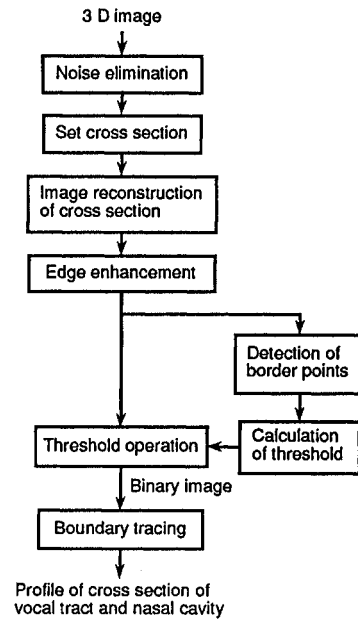 3 D image
Noise elimination
Set cross section
Image reconstruction
of cross section
Edge enhancement
Detection of
border points
Threshold operation
Calculation
of threshold
Binary image
Boundary tracing
Profile of cross section of
vocal tract and nasal cavity